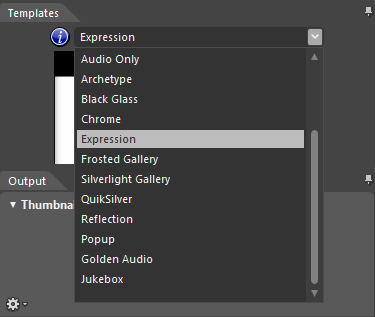 Templates
Expression
Audio Only
Archetype
Black Glass
Chrome
Expression
Frosted Gallery
Silverlight Gallery
QuikSilver
Reflection
Popup
Golden Audio
Jukebox
Output
Thumbna